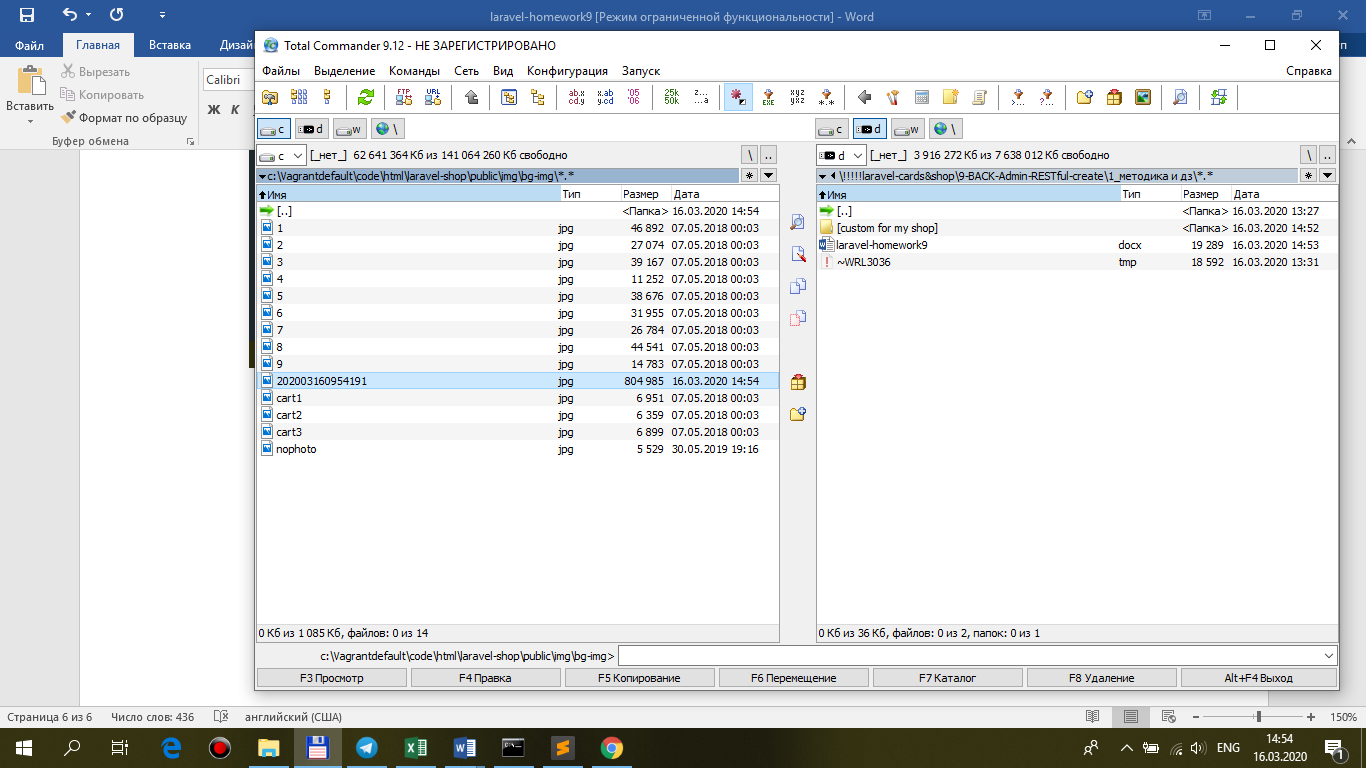 laravel-homework9 [Режим ограниченной функциональности] - Word
Файл Главная Вставка Дизай
Вставить
Вырезать
Копировать
Формат по образцу
Буфер обмена
Calibri
Ж К
Total Commander 9.12 - НЕ ЗАРЕГИСТРИРОВАНО
Файлы Выделение Команды Сеть Вид Конфигурация Запуск Справка
c d w \
c d w \
c [_нет_] 62 641 364 Кб из 141 064 260 Кб свободно \ ..
d [_нет_] 3 916 272 Кб из 7 638 012 Кб свободно \ ..
c:\Vagrantdefault\code\html\laravel-shop\public\img\bg-img\*.*
Имя Тип Размер Дата
[..] <Папка> 16.03.2020 14:54
1 jpg 46 892 07.05.2018 00:03
2 jpg 27 074 07.05.2018 00:03
3 jpg 39 167 07.05.2018 00:03
4 jpg 11 252 07.05.2018 00:03
5 jpg 38 676 07.05.2018 00:03
6 jpg 31 955 07.05.2018 00:03
7 jpg 26 784 07.05.2018 00:03
8 jpg 44 541 07.05.2018 00:03
9 jpg 14 783 07.05.2018 00:03
202003160954191 jpg 804 985 16.03.2020 14:54
cart1 jpg 6 951 07.05.2018 00:03
cart2 jpg 6 359 07.05.2018 00:03
cart3 jpg 6 899 07.05.2018 00:03
nophoto jpg 5 529 30.05.2019 19:16
0 Кб из 1 085 Кб, файлов: 0 из 14
\!!!!!laravel-cards&shop\9-BACK-Admin-RESTful-create\1_методика и дз\*.*
Имя Тип Размер Дата
[..] <Папка> 16.03.2020 13:27
[custom for my shop] <Папка> 16.03.2020 14:52
laravel-homework9 docx 19 289 16.03.2020 14:53
~WRL3036 tmp 18 592 16.03.2020 13:31
0 Кб из 36 Кб, файлов: 0 из 2, папок: 0 из 1
c:\Vagrantdefault\code\html\laravel-shop\public\img\bg-img>
F3 Просмотр F4 Правка F5 Копирование F6 Перемещение F7 Каталог F8 Удаление Alt+F4 Выход
Страница 6 из 6 Число слов: 436 английский (США) 150%
ENG 14:54
16.03.2020